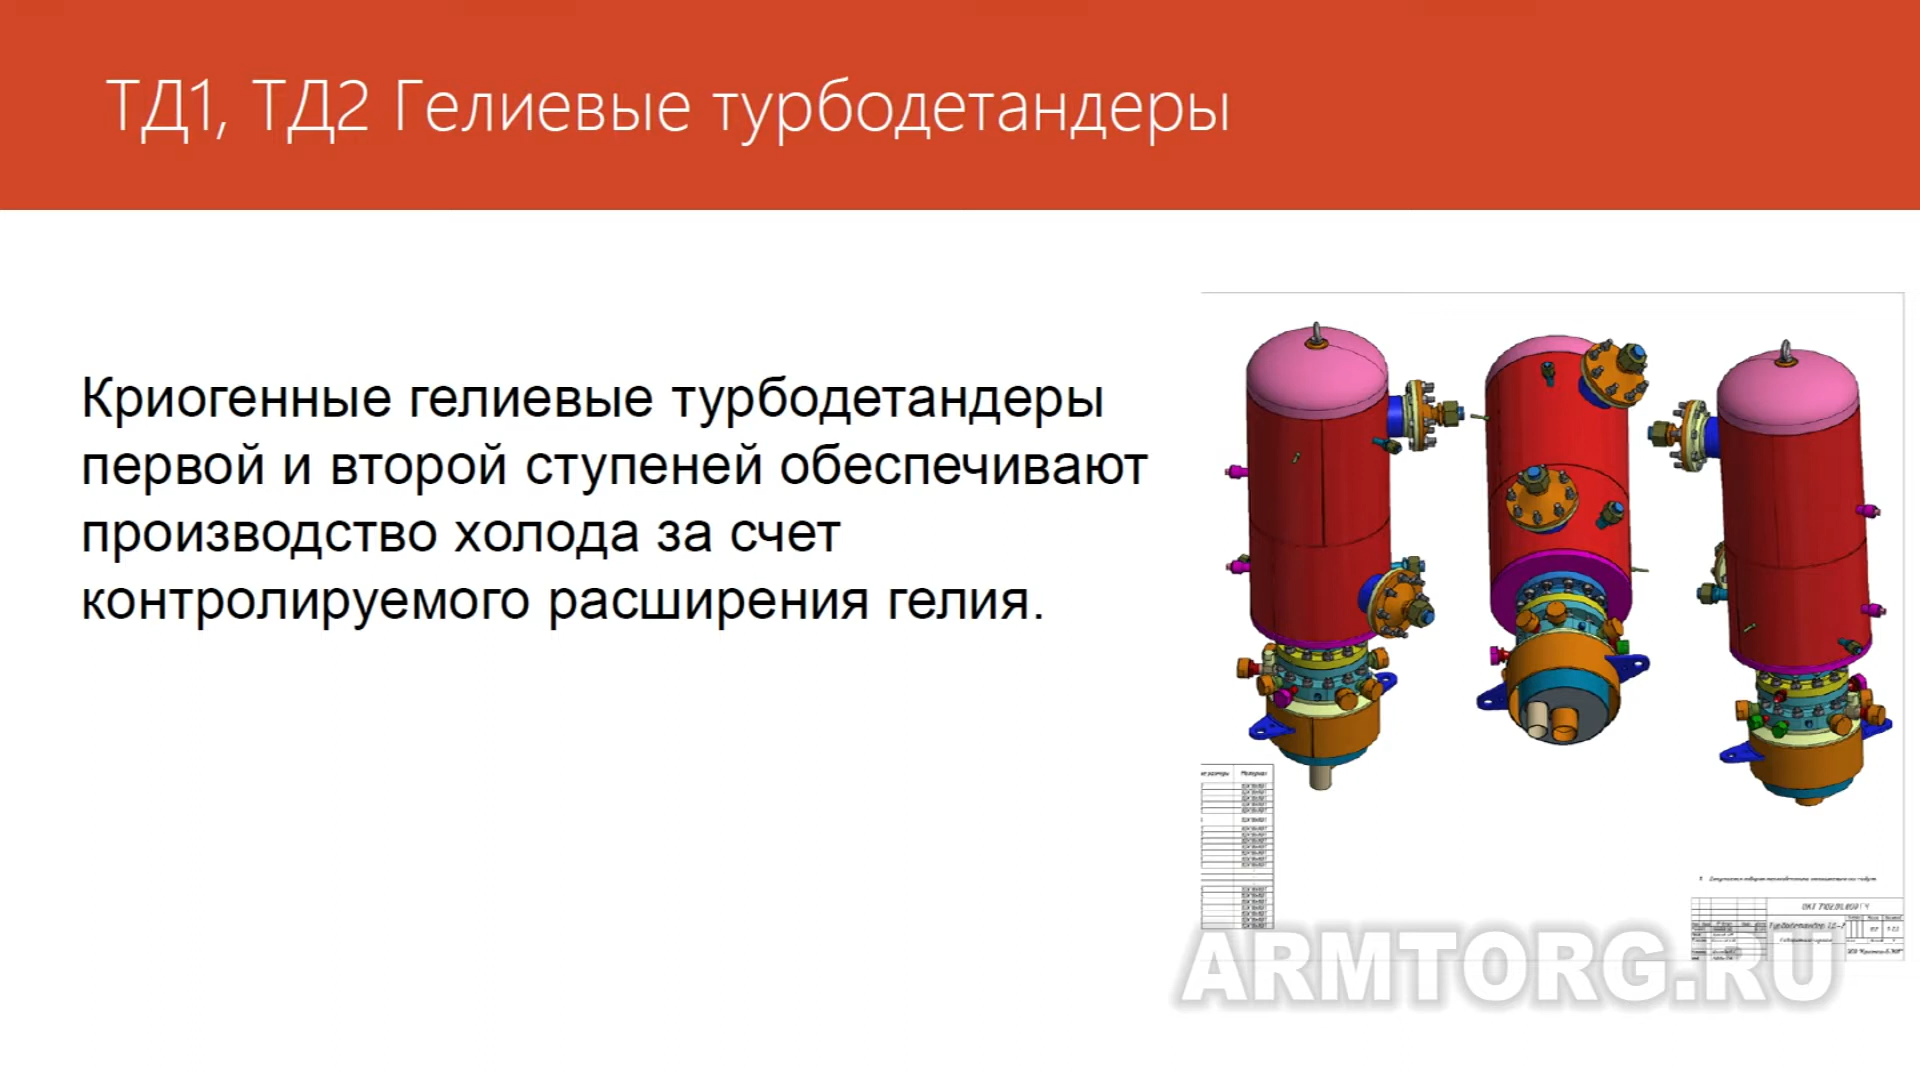 ТД1, ТД2 Гелиевые турбодетандеры
Криогенные гелиевые турбодетандеры
первой и второй ступеней обеспечивают
производство холода за счет
контролируемого расширения гелия.
Материал
ARMTORG.RU